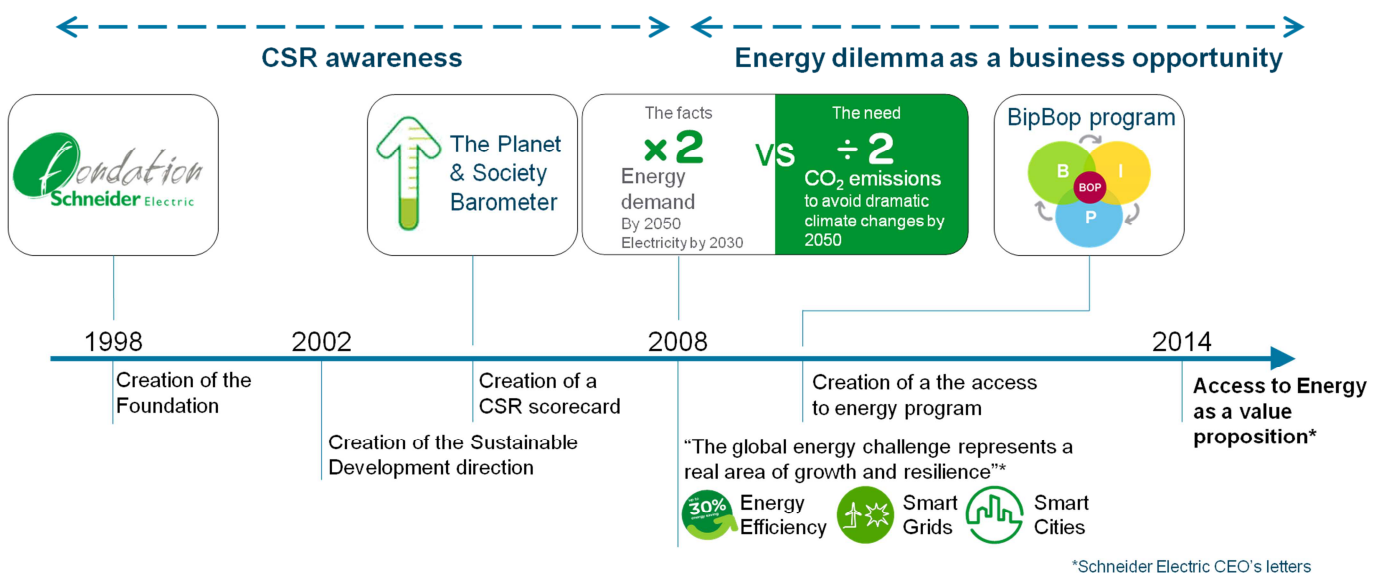 CSR awareness
Energy dilemma as a business opportunity
Fondation
Schneider Electric
The Planet
& Society
Barometer
The facts
×2
Energy
demand
By 2050
Electricity by 2030
VS
The need
÷2
CO₂ emissions
to avoid dramatic
climate changes by
2050
BipBop program
B
I
BOP
P
1998
2002
2008
2014
Creation of the
Foundation
Creation of the Sustainable
Development direction
Creation of a
CSR scorecard
"The global energy challenge represents a
real area of growth and resilience"*
up to
30%
energy saving
Energy
Efficiency
Smart
Grids
Smart
Cities
Creation of a the access
to energy program
Access to Energy
as a value
proposition*
*Schneider Electric CEO's letters